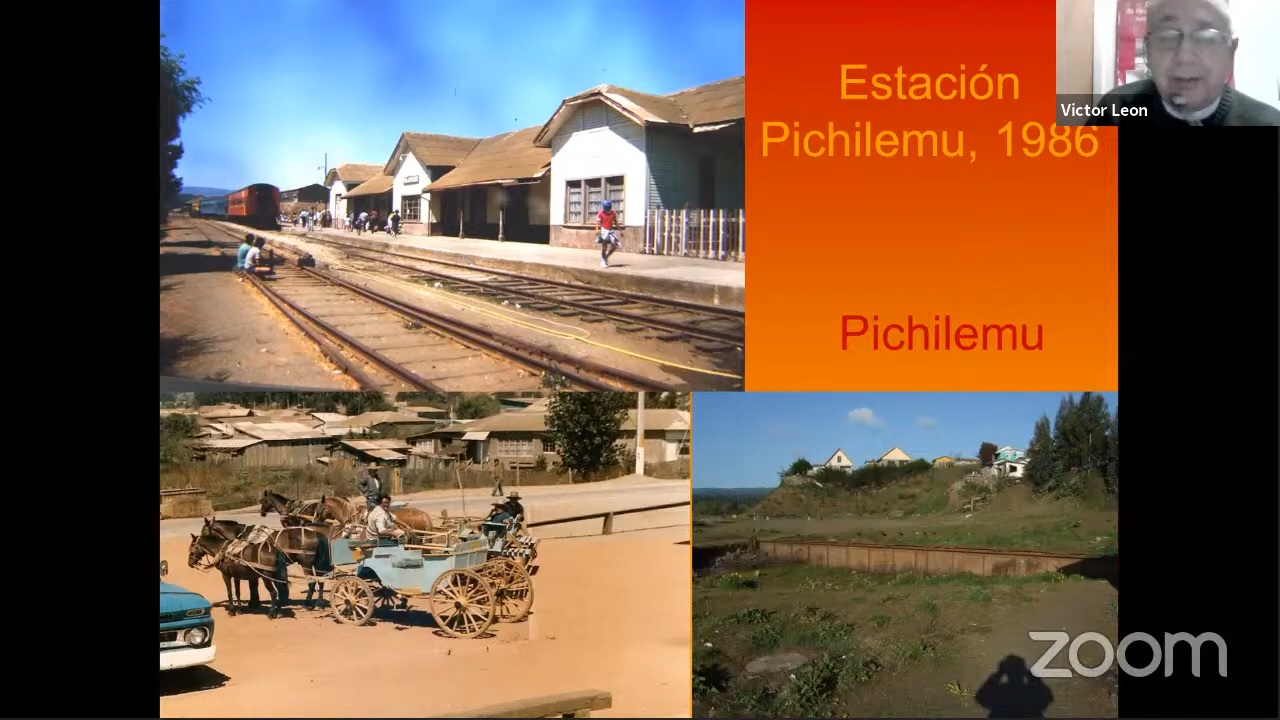 Estación
Pichilemu, 1986
Victor Leon
Pichilemu
zoom